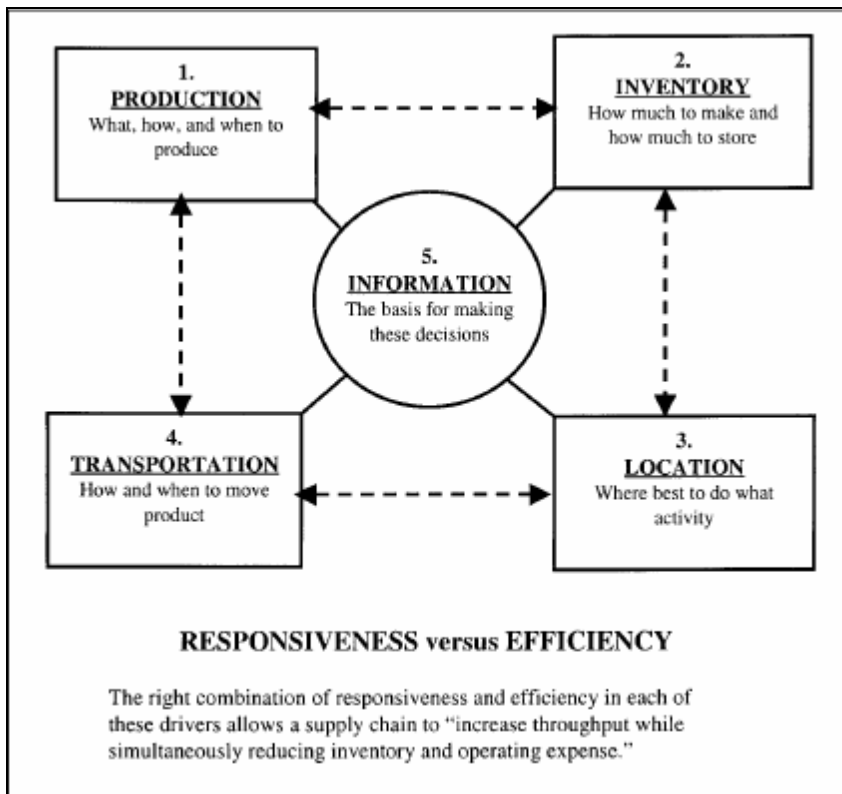 1.
PRODUCTION
What, how, and when to
produce
2.
INVENTORY
How much to make and
how much to store
5.
INFORMATION
The basis for making
these decisions
4.
TRANSPORTATION
How and when to move
product
3.
LOCATION
Where best to do what
activity
RESPONSIVENESS versus EFFICIENCY
The right combination of responsiveness and efficiency in each of
these drivers allows a supply chain to “increase throughput while
simultaneously reducing inventory and operating expense.”